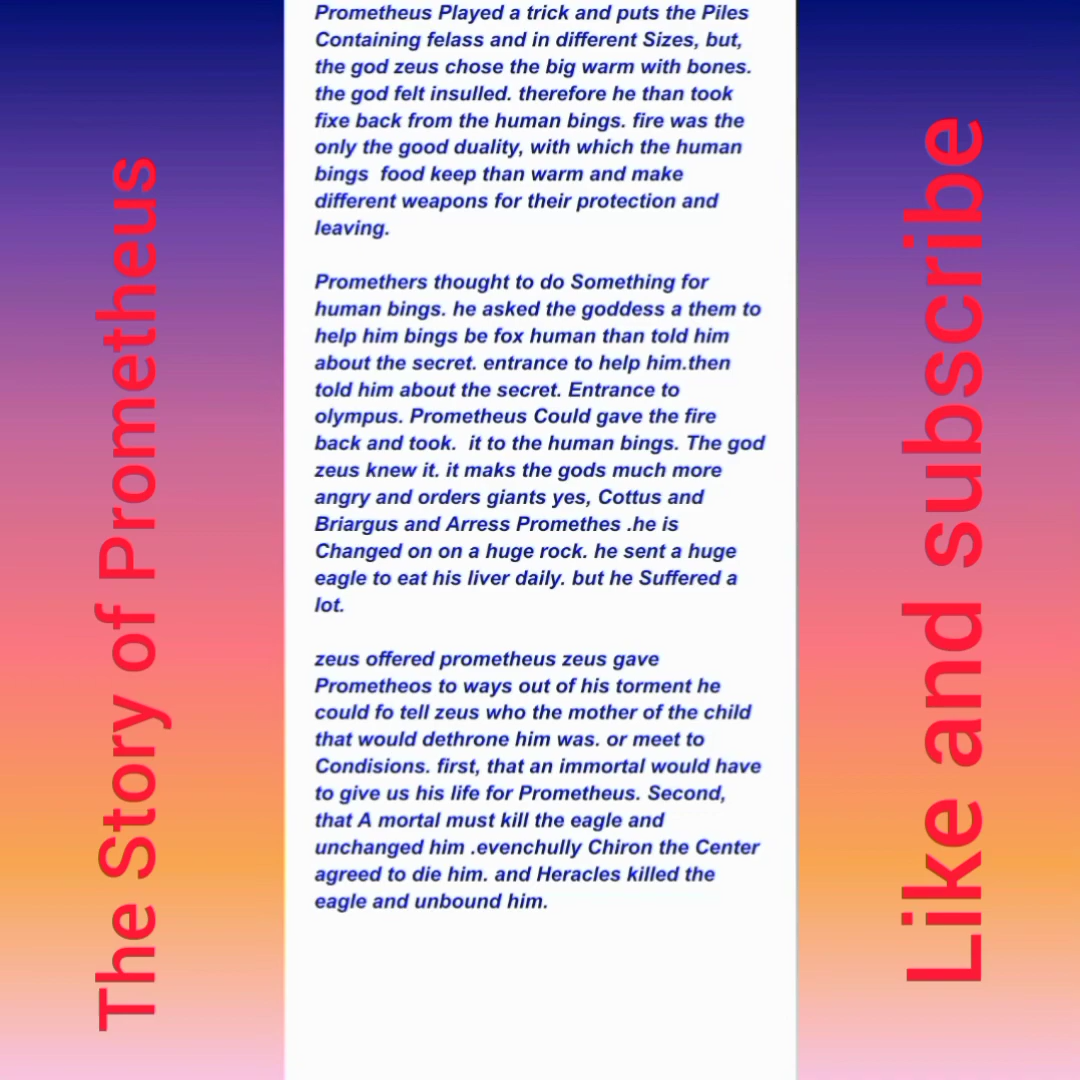 The Story of Prometheus
Prometheus Played a trick and puts the Piles
Containing felass and in different Sizes, but,
the god zeus chose the big warm with bones.
the god felt insulled. therefore he than took
fixe back from the human bings. fire was the
only the good duality, with which the human
bings  food keep than warm and make
different weapons for their protection and
leaving.
Promethers thought to do Something for
human bings. he asked the goddess a them to
help him bings be fox human than told him
about the secret. entrance to help him.then
told him about the secret. Entrance to
olympus. Prometheus Could gave the fire
back and took.  it to the human bings. The god
zeus knew it. it maks the gods much more
angry and orders giants yes, Cottus and
Briargus and Arress Promethes .he is
Changed on on a huge rock. he sent a huge
eagle to eat his liver daily. but he Suffered a
lot.
zeus offered prometheus zeus gave
Prometheos to ways out of his torment he
could fo tell zeus who the mother of the child
that would dethrone him was. or meet to
Condisions. first, that an immortal would have
to give us his life for Prometheus. Second,
that A mortal must kill the eagle and
unchanged him .evenchully Chiron the Center
agreed to die him. and Heracles killed the
eagle and unbound him.
Like and subscribe